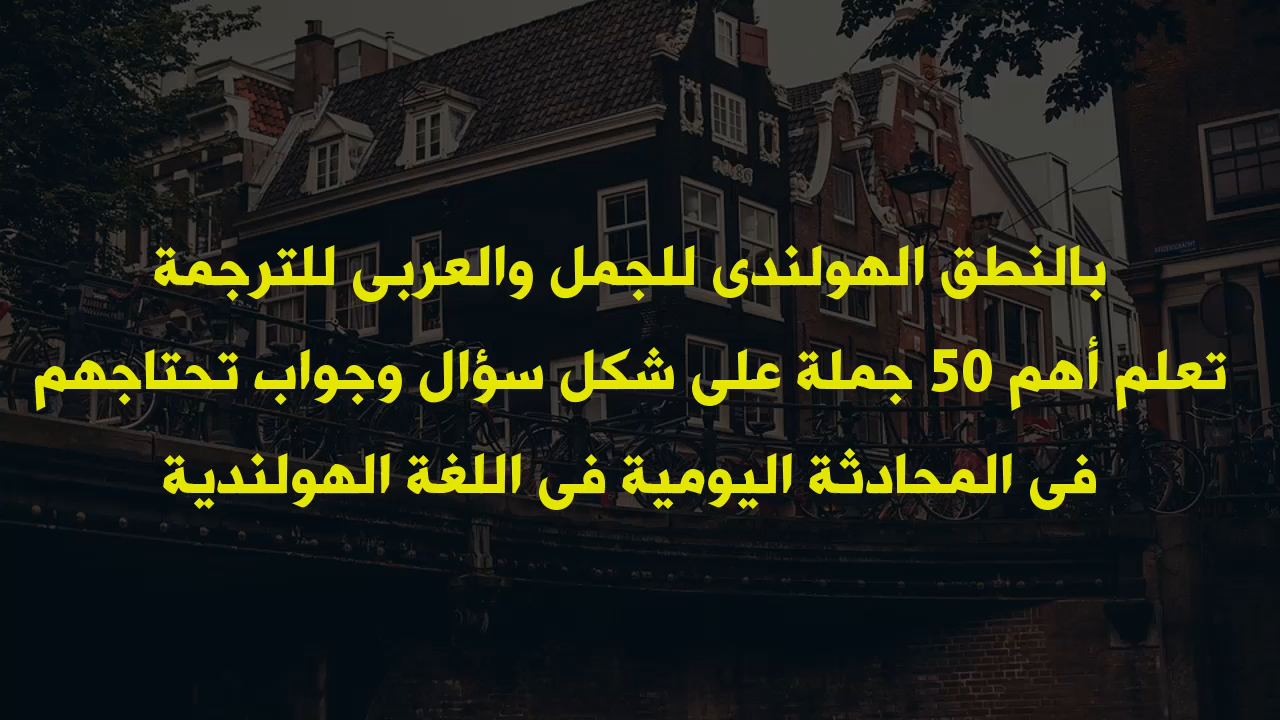 بالنطق الهولندى للجمل والعربى للترجمة
تعلم أهم 50 جملة على شكل سؤال وجواب تحتاجهم
فى المحادثة اليومية فى اللغة الهولندية